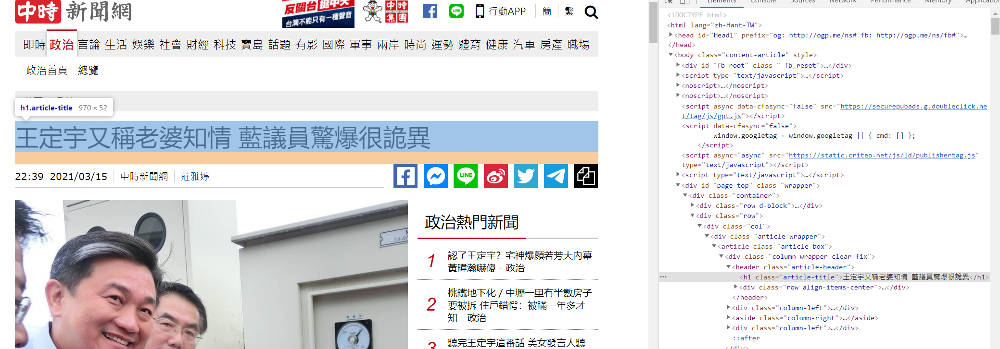 中時 新聞網
反關台 挺中天
台灣不能只有一種聲音
中時
集團
LINE
行動APP
簡
繁
即時 政治 言論 生活 娛樂 社會 財經 科技 寶島 話題 有影 國際 軍事 兩岸 時尚 運勢 體育 健康 汽車 房產 職場
政治首頁 總覽
h1.article-title 970 × 52
王定宇又稱老婆知情 藍議員驚爆很詭異
22:39 2021/03/15 中時新聞網 莊雅婷
LINE
政治熱門新聞
1 認了王定宇？宅神爆顏若芳大內幕
黃暐瀚嚇傻 - 政治
2 桃鐵地下化／中壢一里有半數房子
要被拆 住戶錯愕：被瞞一年多才
知 - 政治
3 聽完王定宇這番話 美女發言人聽
Elements Console Sources Network Performance Memory Application
<!DOCTYPE html>
<html lang="zh-Hant-TW">
<head id="Head1" prefix="og: http://ogp.me/ns# fb: http://ogp.me/ns/fb#">…
</head>
<body class="content-article" style>
<div id="fb-root" class=" fb_reset">…</div>
<script type="text/javascript">…</script>
<noscript>…</noscript>
<noscript>…</noscript>
<script async data-cfasync="false" src="https://securepubads.g.doubleclick.ne
t/tag/js/gpt.js"></script>
<script data-cfasync="false">
window.googletag = window.googletag || { cmd: [] };
</script>
<script async="async" src="https://static.criteo.net/js/ld/publishertag.js"
type="text/javascript"></script>
<script type="text/javascript">…</script>
<div id="page-top" class="wrapper">
<div class="container">
<div class="row d-block">…</div>
<div class="row">
<div class="col">
<div class="article-wrapper">
<article class="article-box">
<div class="column-wrapper clear-fix">
<header class="article-header">
<h1 class="article-title">王定宇又稱老婆知情 藍議員驚爆很詭異</h1>
<div class="row align-items-center">…</div>
</header>
<div class="column-left">…</div>
<aside class="column-right">…</aside>
<div class="column-left">…</div>
::after
</div>